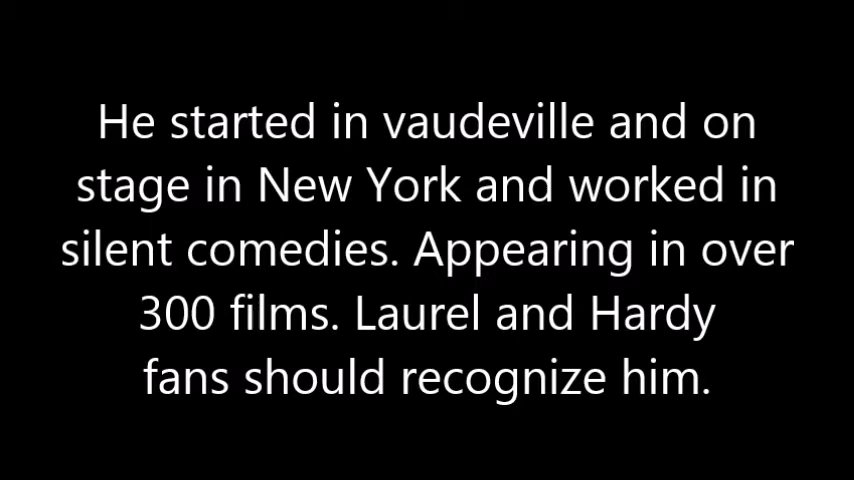 He started in vaudeville and on
stage in New York and worked in
silent comedies. Appearing in over
300 films. Laurel and Hardy
fans should recognize him.